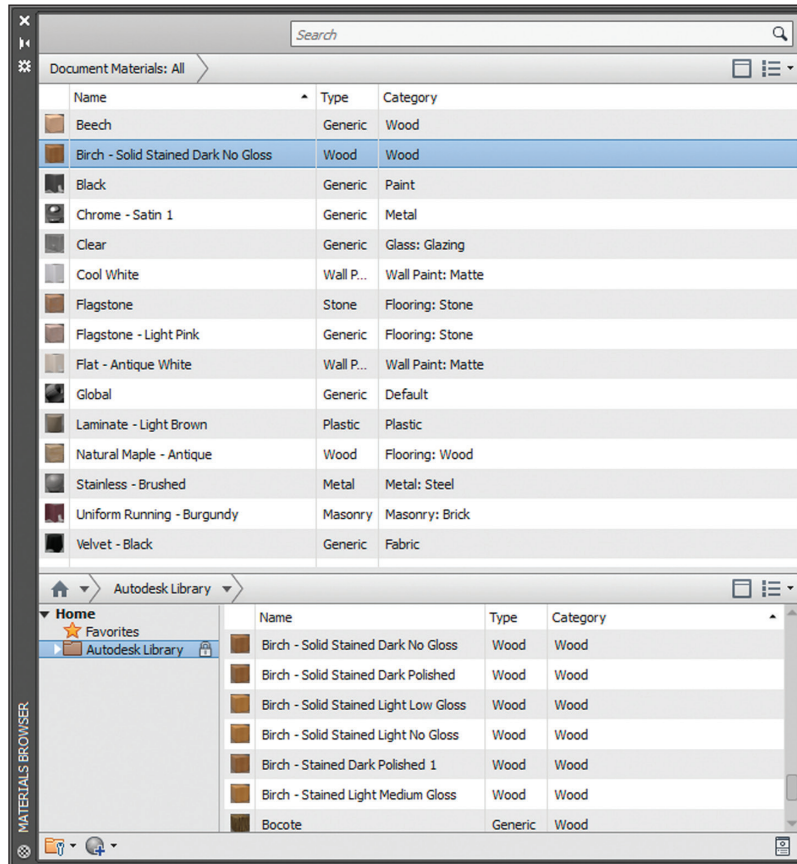 Search
Document Materials: All
Name Type Category
Beech Generic Wood
Birch - Solid Stained Dark No Gloss Wood Wood
Black Generic Paint
Chrome - Satin 1 Generic Metal
Clear Generic Glass: Glazing
Cool White Wall P... Wall Paint: Matte
Flagstone Stone Flooring: Stone
Flagstone - Light Pink Generic Flooring: Stone
Flat - Antique White Wall P... Wall Paint: Matte
Global Generic Default
Laminate - Light Brown Plastic Plastic
Natural Maple - Antique Wood Flooring: Wood
Stainless - Brushed Metal Metal: Steel
Uniform Running - Burgundy Masonry Masonry: Brick
Velvet - Black Generic Fabric
Autodesk Library
Home
Favorites
Autodesk Library
Name Type Category
Birch - Solid Stained Dark No Gloss Wood Wood
Birch - Solid Stained Dark Polished Wood Wood
Birch - Solid Stained Light Low Gloss Wood Wood
Birch - Solid Stained Light No Gloss Wood Wood
Birch - Stained Dark Polished 1 Wood Wood
Birch - Stained Light Medium Gloss Wood Wood
Bocote Generic Wood
MATERIALS BROWSER